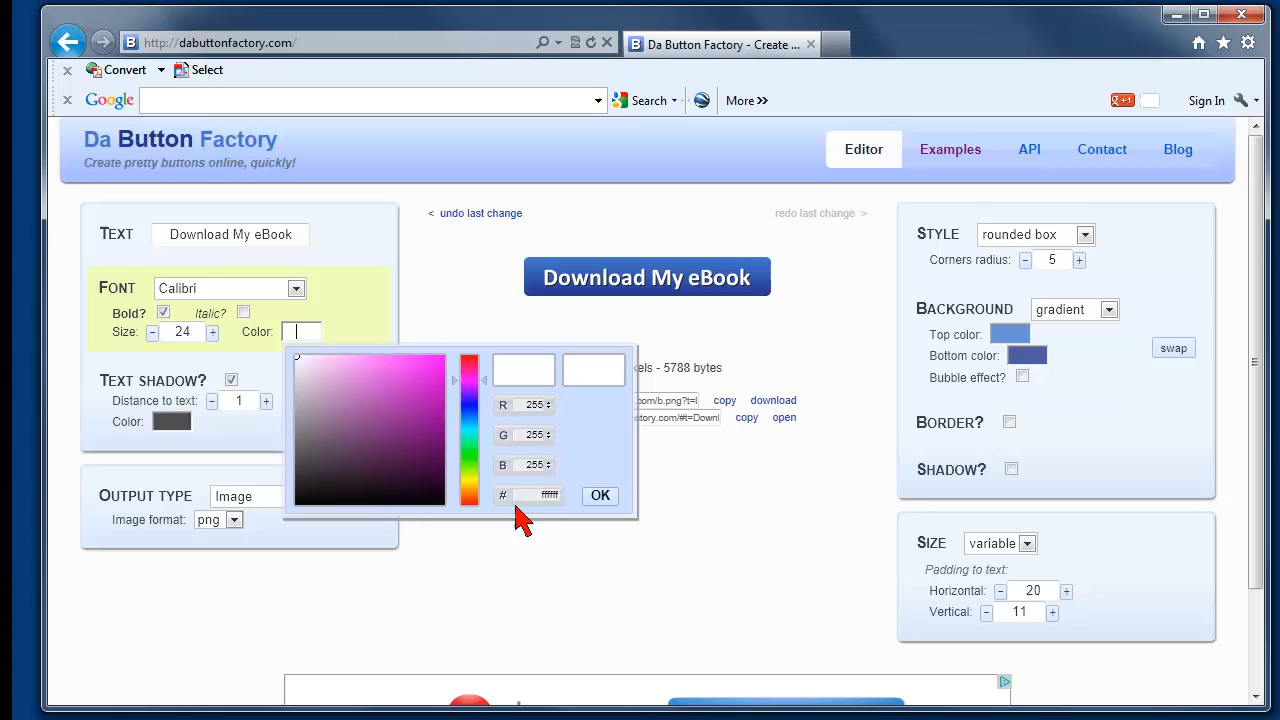 http://dabuttonfactory.com/
Da Button Factory - Create ...
Convert
Select
Google
Search
More »
+1
Sign In
Da Button Factory
Create pretty buttons online, quickly!
Editor
Examples
API
Contact
Blog
TEXT
Download My eBook
FONT
Calibri
Bold?
Italic?
Size:
24
Color:
TEXT SHADOW?
Distance to text:
1
Color:
OUTPUT TYPE
Image
Image format:
png
< undo last change
redo last change >
Download My eBook
R 255
G 255
B 255
# ffffff
OK
xels - 5788 bytes
copy
download
copy
open
STYLE
rounded box
Corners radius:
5
BACKGROUND
gradient
Top color:
Bottom color:
swap
Bubble effect?
BORDER?
SHADOW?
SIZE
variable
Padding to text:
Horizontal:
20
Vertical:
11